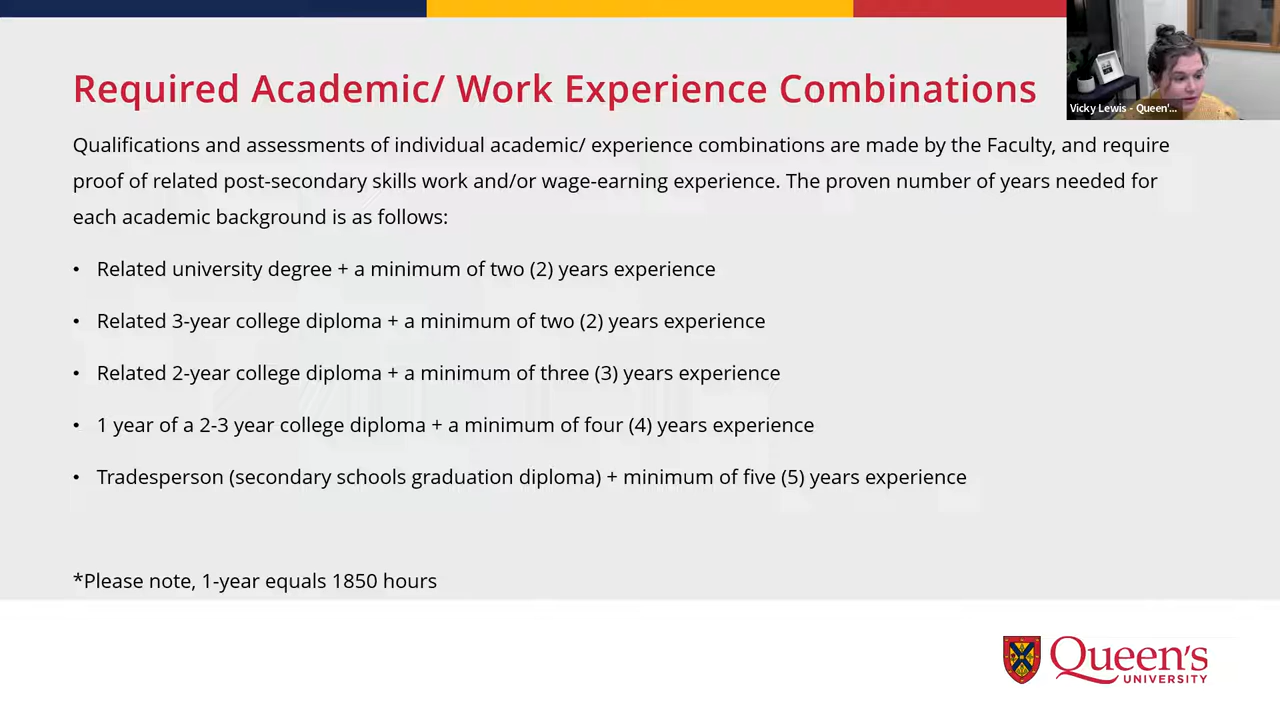 Required Academic/ Work Experience Combinations
Vicky Lewis - Queen'...
Qualifications and assessments of individual academic/ experience combinations are made by the Faculty, and require
proof of related post-secondary skills work and/or wage-earning experience. The proven number of years needed for
each academic background is as follows:
• Related university degree + a minimum of two (2) years experience
• Related 3-year college diploma + a minimum of two (2) years experience
• Related 2-year college diploma + a minimum of three (3) years experience
• 1 year of a 2-3 year college diploma + a minimum of four (4) years experience
• Tradesperson (secondary schools graduation diploma) + minimum of five (5) years experience
*Please note, 1-year equals 1850 hours
Queen's
UNIVERSITY